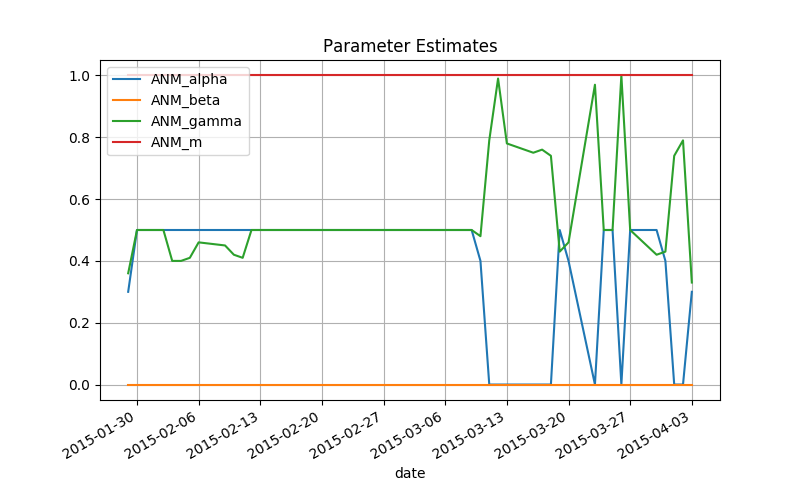 Parameter Estimates
ANM_alpha
ANM_beta
ANM_gamma
ANM_m
1.0
0.8
0.6
0.4
0.2
0.0
2015-01-30
2015-02-06
2015-02-13
2015-02-20
2015-02-27
2015-03-06
2015-03-13
2015-03-20
2015-03-27
2015-04-03
date